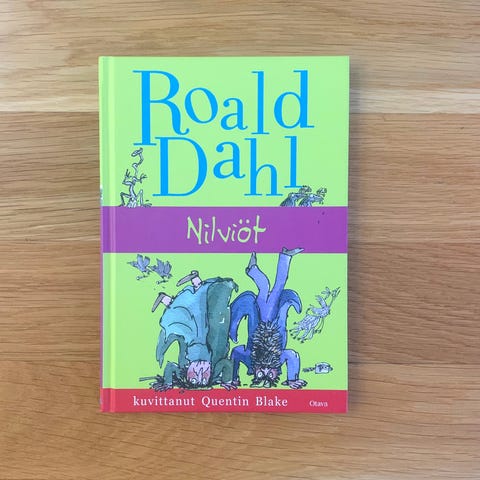 Roald
Dahl
Nilviöt
kuvittanut Quentin Blake
Otava